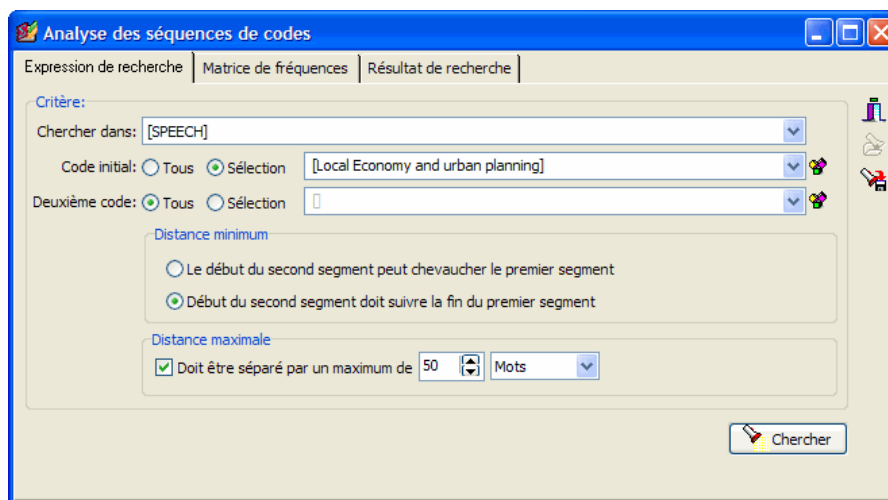 Analyse des séquences de codes
Expression de recherche Matrice de fréquences Résultat de recherche
Critère:
Chercher dans: [SPEECH]
Code initial: Tous Sélection [Local Economy and urban planning]
Deuxième code: Tous Sélection []
Distance minimum
Le début du second segment peut chevaucher le premier segment
Début du second segment doit suivre la fin du premier segment
Distance maximale
Doit être séparé par un maximum de 50 Mots
Chercher